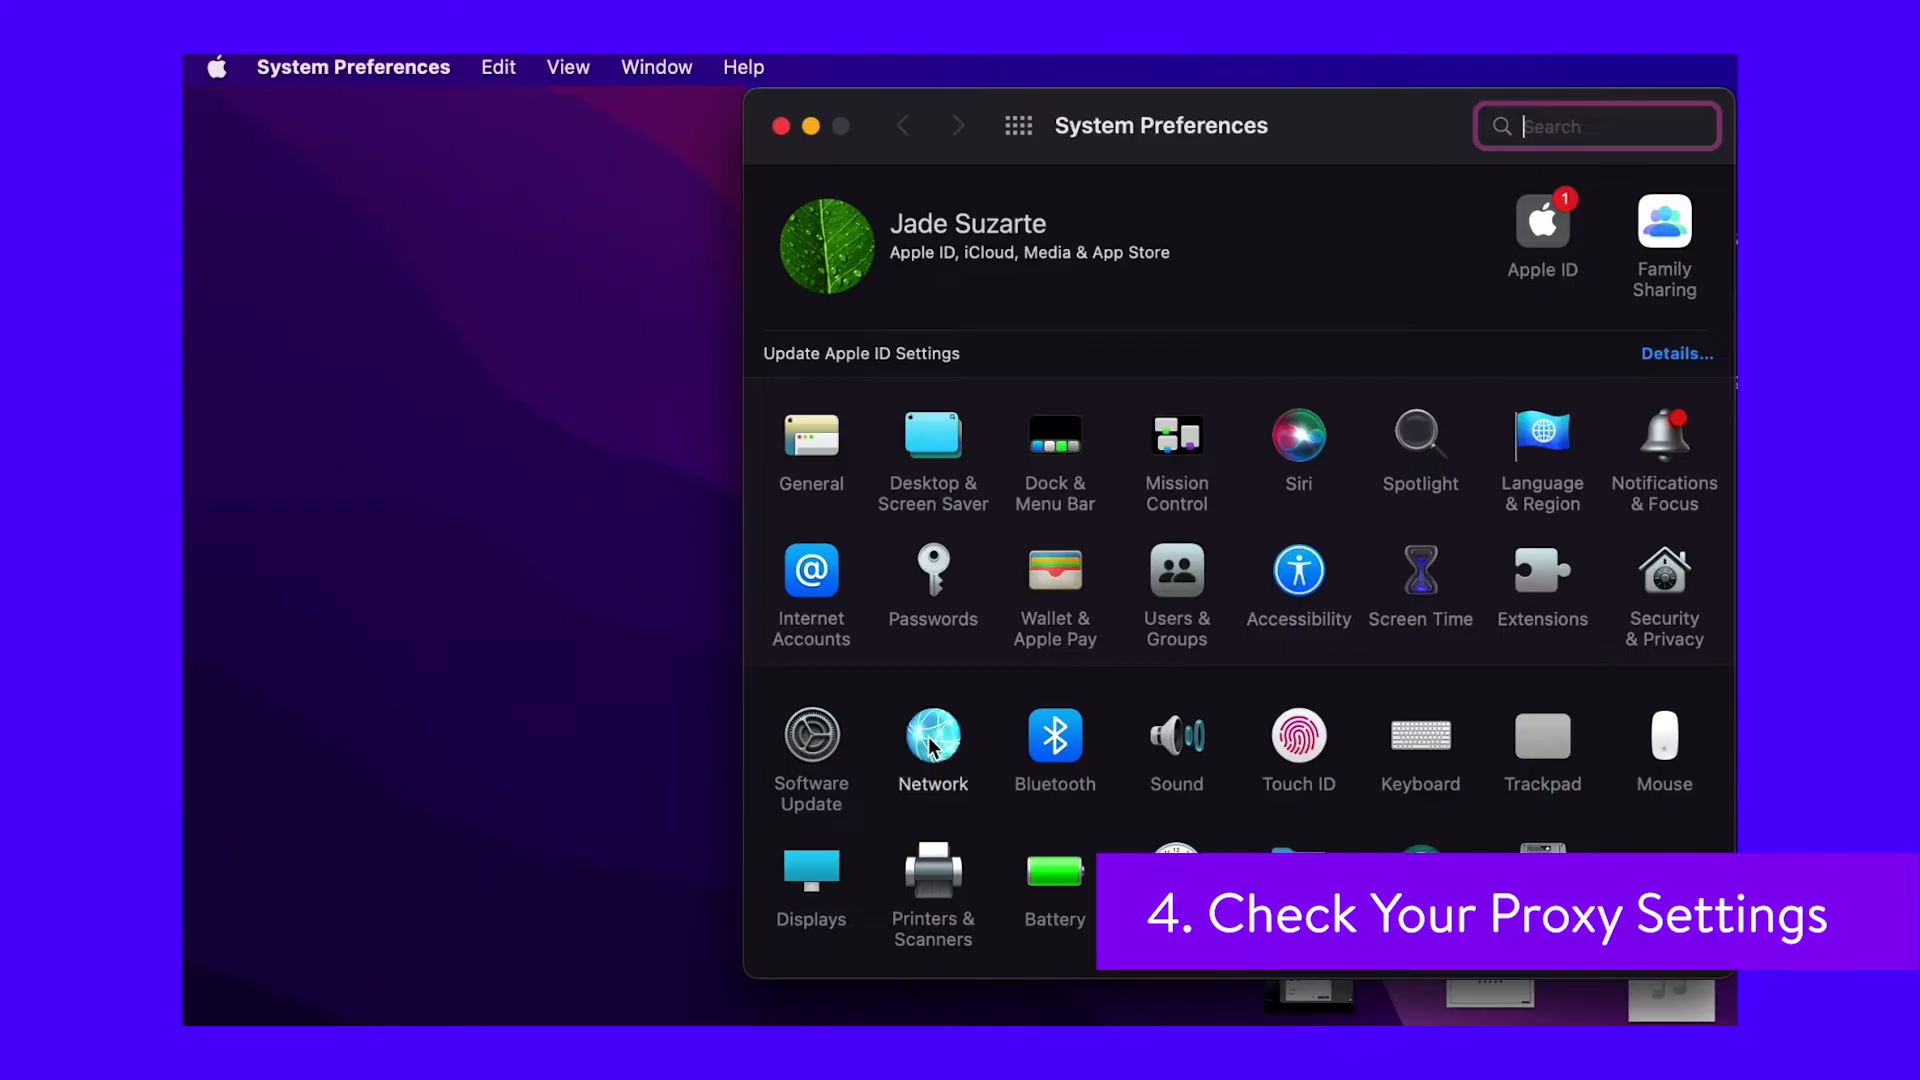 System Preferences Edit View Window Help
System Preferences
Search
Jade Suzarte
Apple ID, iCloud, Media & App Store
1
Apple ID
Family
Sharing
Update Apple ID Settings
Details...
General
Desktop &
Screen Saver
Dock &
Menu Bar
Mission
Control
Siri
Spotlight
Language
& Region
Notifications
& Focus
Internet
Accounts
Passwords
Wallet &
Apple Pay
Users &
Groups
Accessibility
Screen Time
Extensions
Security
& Privacy
Software
Update
Network
Bluetooth
Sound
Touch ID
Keyboard
Trackpad
Mouse
Displays
Printers &
Scanners
Battery
4. Check Your Proxy Settings